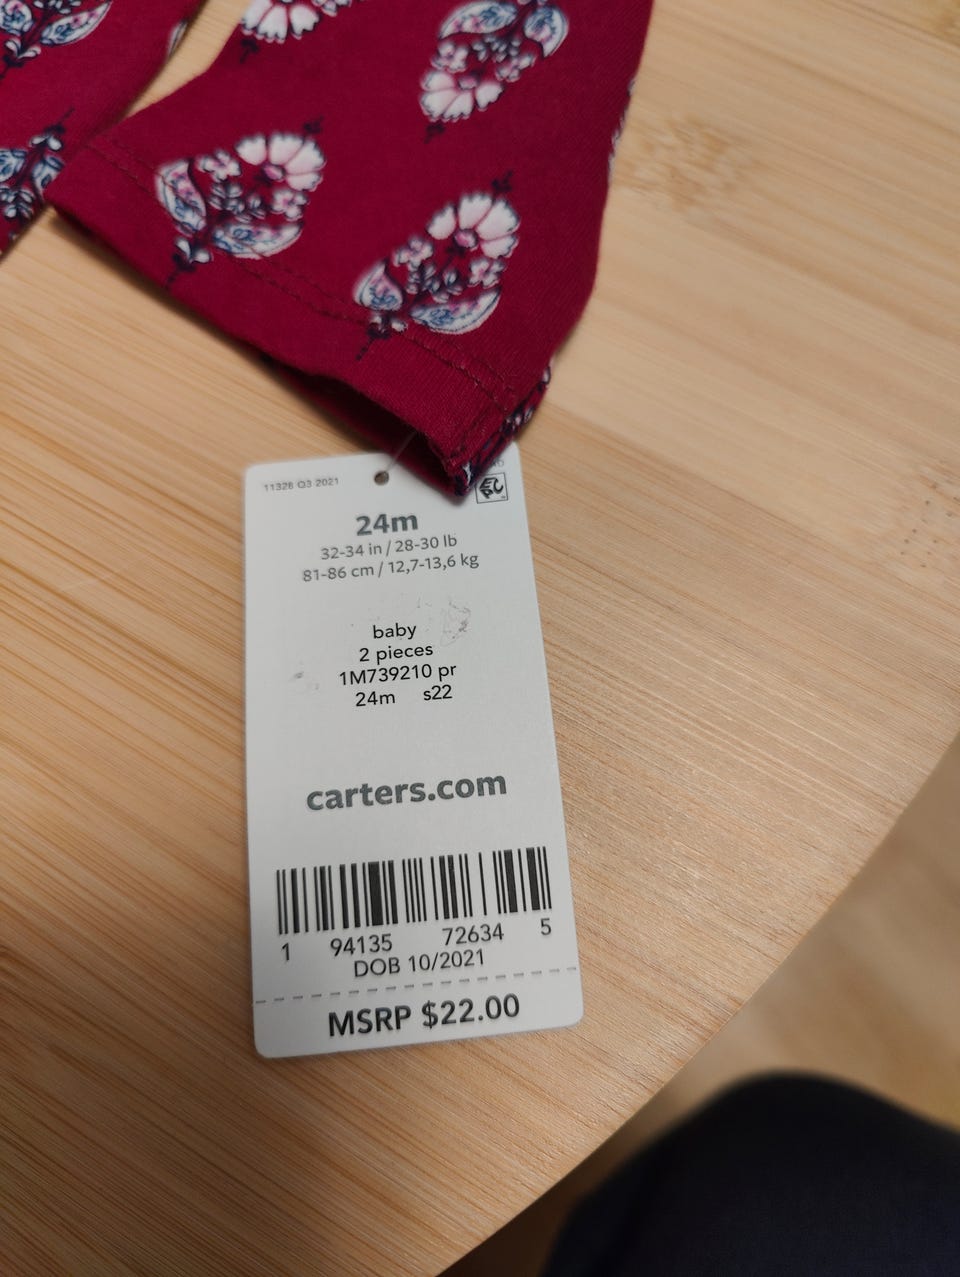 11328 Q3 2021
24m
32-34 in / 28-30 lb
81-86 cm / 12,7-13,6 kg
baby
2 pieces
1M739210 pr
24m s22
carters.com
1 94135 72634 5
DOB 10/2021
MSRP $22.00